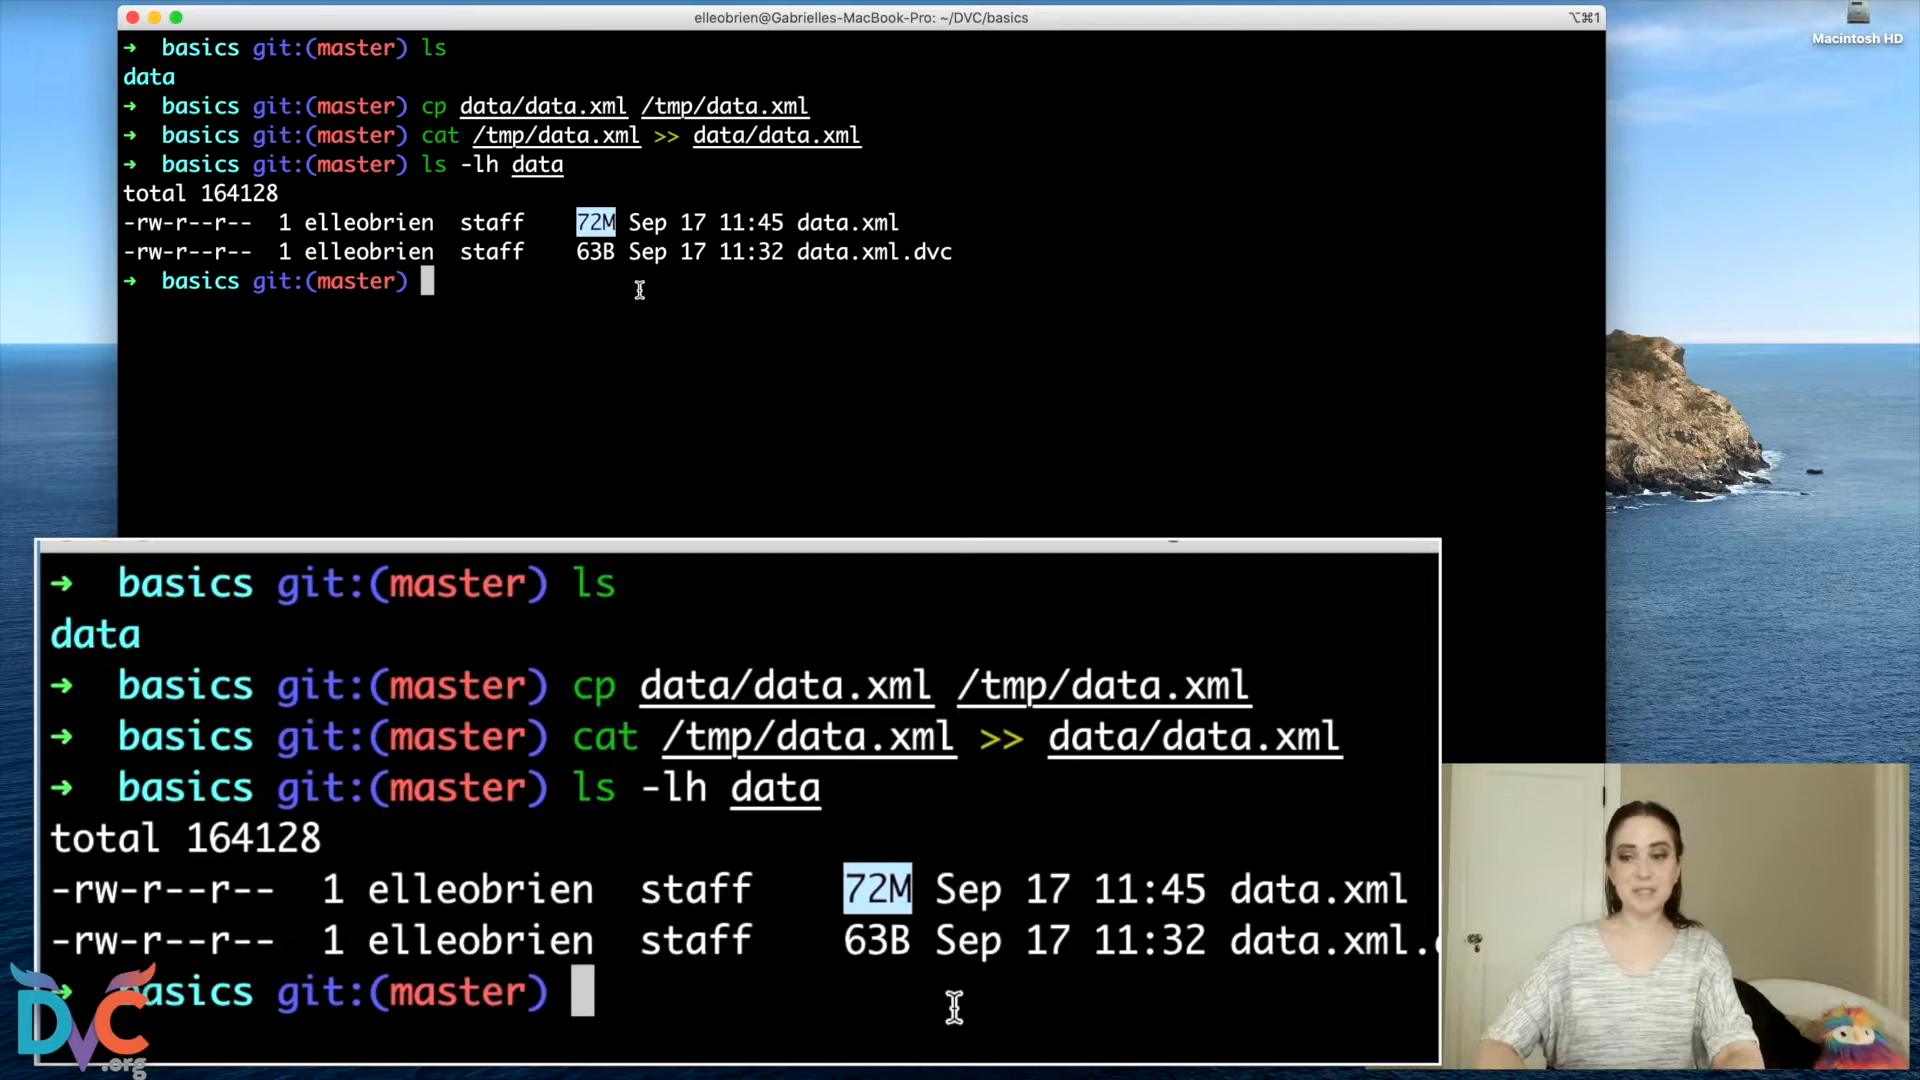 elleobrien@Gabrielles-MacBook-Pro: ~/DVC/basics
⌥⌘1
Macintosh HD
➜ basics git:(master) ls
data
➜ basics git:(master) cp data/data.xml /tmp/data.xml
➜ basics git:(master) cat /tmp/data.xml >> data/data.xml
➜ basics git:(master) ls -lh data
total 164128
-rw-r--r-- 1 elleobrien staff 72M Sep 17 11:45 data.xml
-rw-r--r-- 1 elleobrien staff 63B Sep 17 11:32 data.xml.dvc
➜ basics git:(master)
➜ basics git:(master) ls
data
➜ basics git:(master) cp data/data.xml /tmp/data.xml
➜ basics git:(master) cat /tmp/data.xml >> data/data.xml
➜ basics git:(master) ls -lh data
total 164128
-rw-r--r-- 1 elleobrien staff 72M Sep 17 11:45 data.xml
-rw-r--r-- 1 elleobrien staff 63B Sep 17 11:32 data.xml.
➜ basics git:(master)
DVC
.org